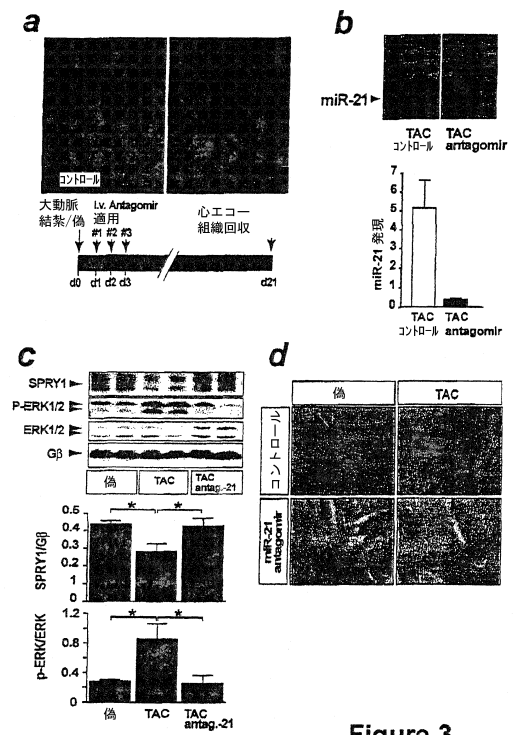 a
コントロール
大動脈
結紮/偽
I.v. Antagomir
適用
#1 #2 #3
心エコー
組織回収
d0 d1 d2 d3 d21
b
miR-21
TAC TAC
コントロール antagomir
7
6
5
4
3
2
1
0
miR-21 発現
TAC TAC
コントロール antagomir
c
SPRY1
P-ERK1/2
ERK1/2
Gβ
偽 TAC TAC
antag.-21
0.6
0.4
0.3
0.2
1
0
SPRY1/Gβ
* *
1.2
0.8
0.4
0
p-ERK/ERK
* *
偽 TAC TAC
antag.-21
d
偽 TAC
コントロール
miR-21
antagomir
Figure 3